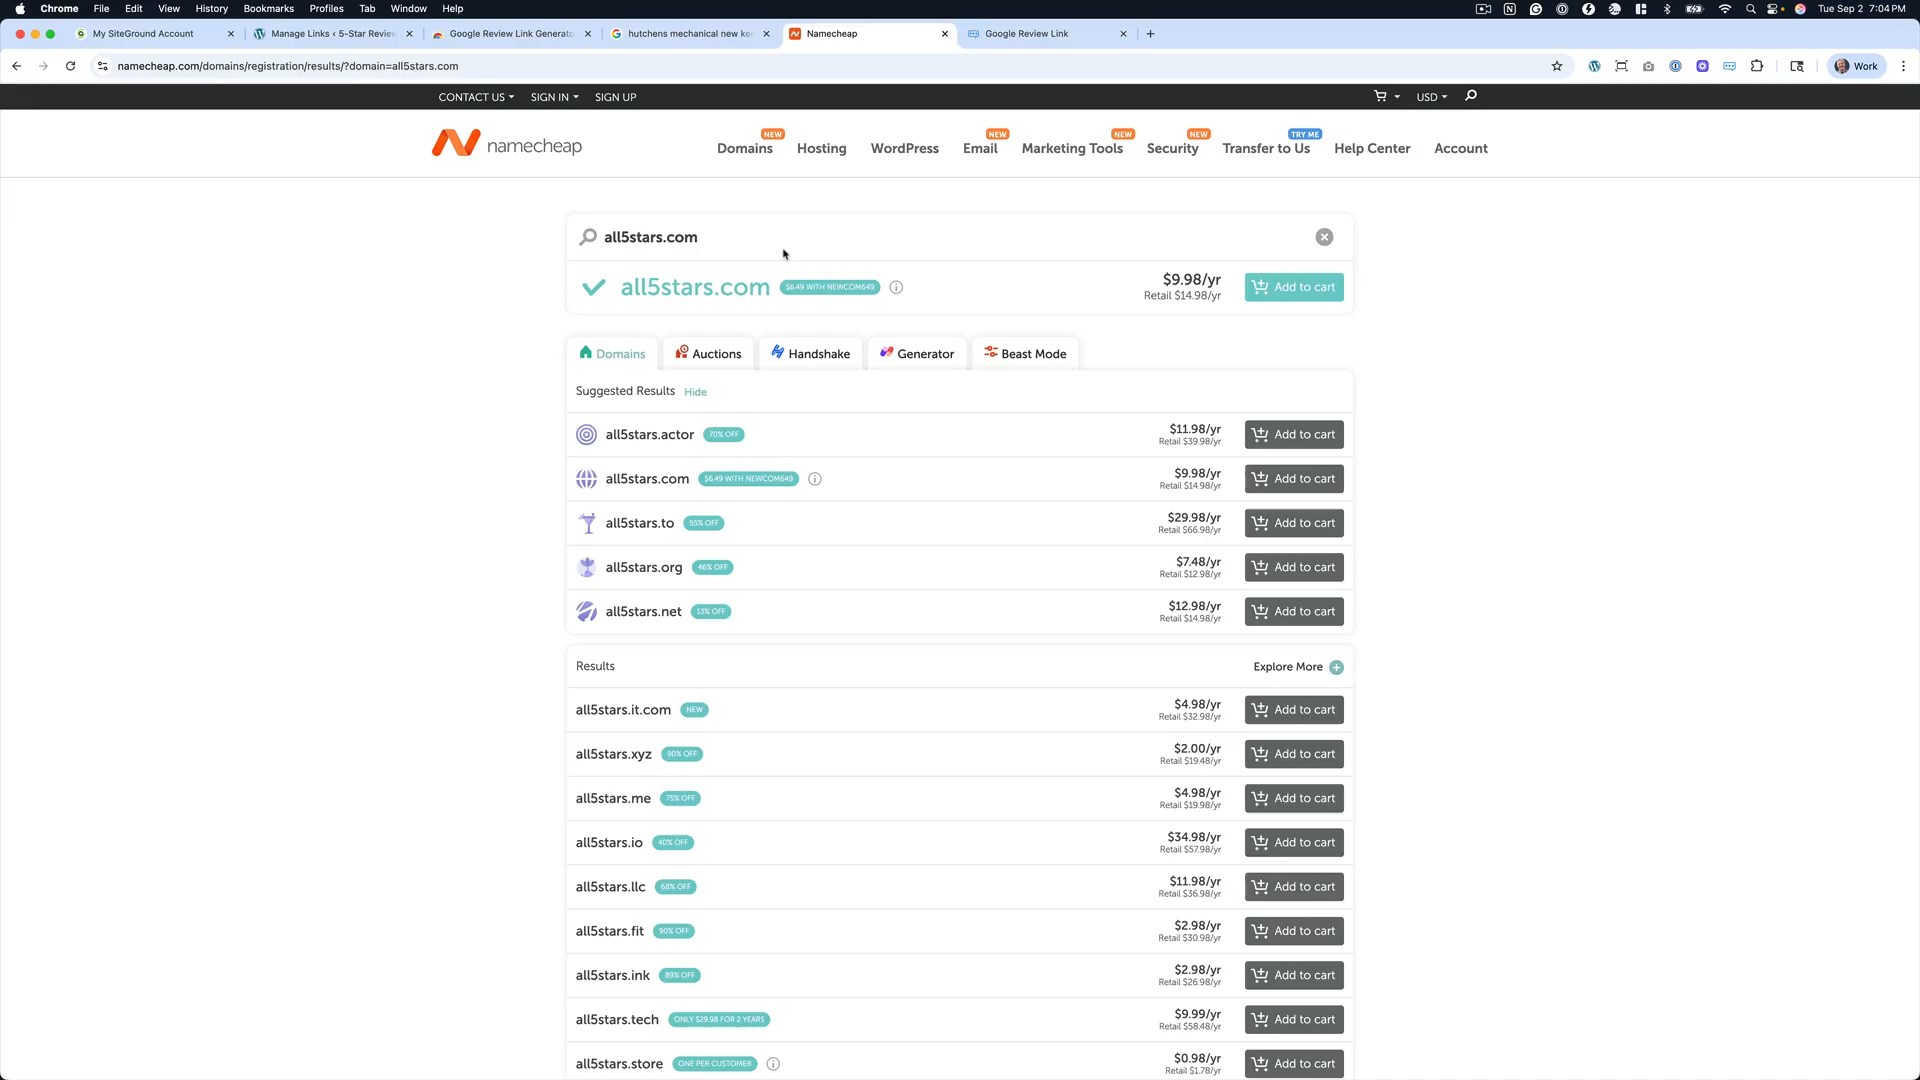 Chrome File Edit View History Bookmarks Profiles Tab Window Help Tue Sep 2 7:04 PM
My SiteGround Account Manage Links ‹ 5-Star Review Google Review Link Generato hutchens mechanical new ke Namecheap Google Review Link
namecheap.com/domains/registration/results/?domain=all5stars.com Work
CONTACT US SIGN IN SIGN UP USD
NEW NEW NEW NEW TRY ME
namecheap Domains Hosting WordPress Email Marketing Tools Security Transfer to Us Help Center Account
all5stars.com
all5stars.com $6.49 WITH NEWCOM649 $9.98/yr Add to cart
Retail $14.98/yr
Domains Auctions Handshake Generator Beast Mode
Suggested Results Hide
all5stars.actor 70% OFF $11.98/yr Add to cart
Retail $39.98/yr
all5stars.com $6.49 WITH NEWCOM649 $9.98/yr Add to cart
Retail $14.98/yr
all5stars.to 55% OFF $29.98/yr Add to cart
Retail $66.98/yr
all5stars.org 46% OFF $7.48/yr Add to cart
Retail $12.98/yr
all5stars.net 13% OFF $12.98/yr Add to cart
Retail $14.98/yr
Results Explore More
all5stars.it.com NEW $4.98/yr Add to cart
Retail $32.98/yr
all5stars.xyz 90% OFF $2.00/yr Add to cart
Retail $19.48/yr
all5stars.me 75% OFF $4.98/yr Add to cart
Retail $19.98/yr
all5stars.io 40% OFF $34.98/yr Add to cart
Retail $57.98/yr
all5stars.llc 68% OFF $11.98/yr Add to cart
Retail $36.98/yr
all5stars.fit 90% OFF $2.98/yr Add to cart
Retail $30.98/yr
all5stars.ink 89% OFF $2.98/yr Add to cart
Retail $26.98/yr
all5stars.tech ONLY $29.98 FOR 2 YEARS $9.99/yr Add to cart
Retail $58.48/yr
all5stars.store ONE PER CUSTOMER $0.98/yr Add to cart
Retail $1.78/yr